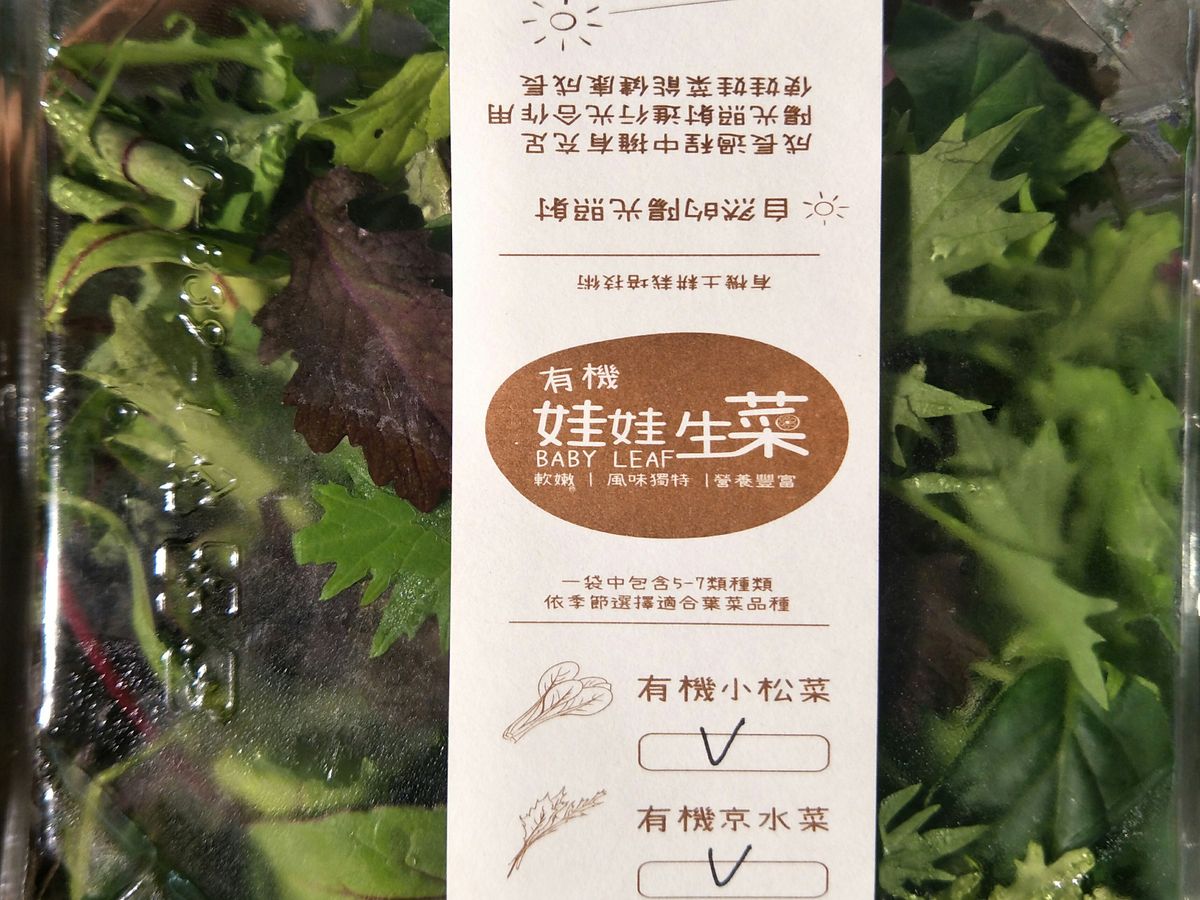 有機土耕栽培技術
自然的陽光照射
成長過程中擁有充足
陽光照射進行光合作用
使娃娃菜能健康成長
有機
娃娃生菜
BABY LEAF
軟嫩 | 風味獨特 | 營養豐富
一袋中包含5-7類種類
依季節選擇適合葉菜品種
有機小松菜
有機京水菜